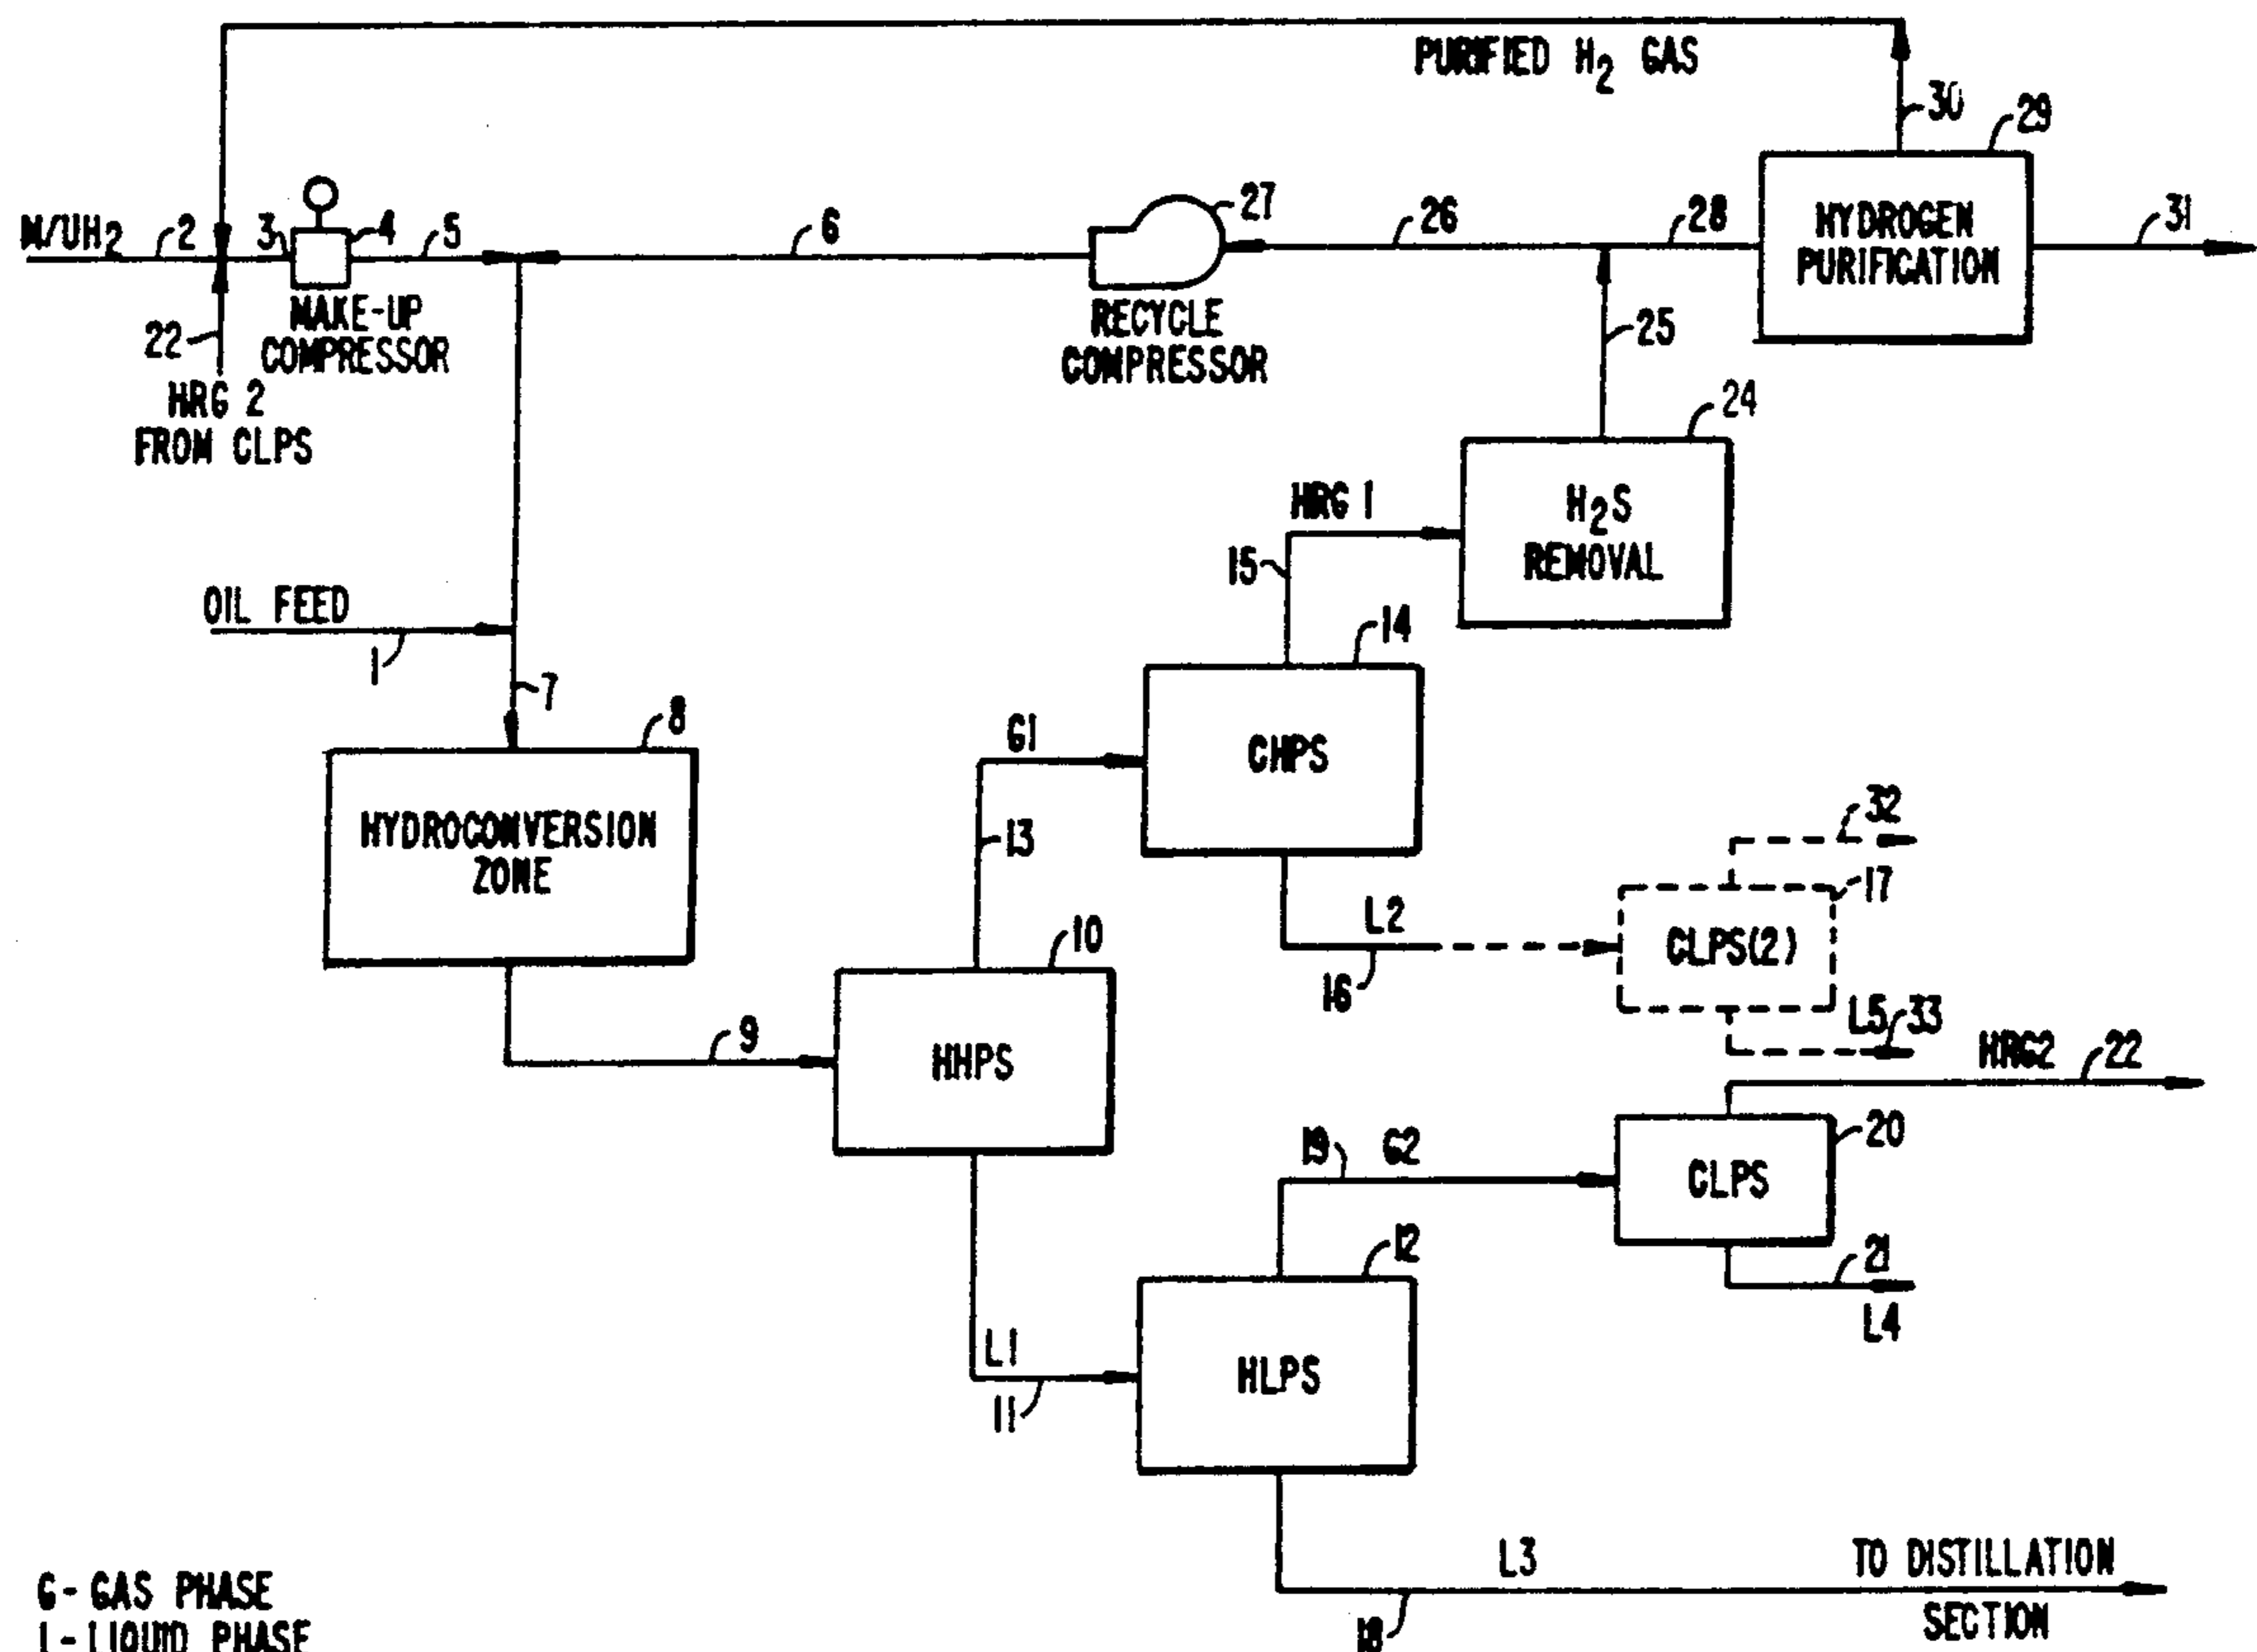 PURIFIED H2 GAS
30
29
M/UH2
2
3
4
5
6
27
26
28
HYDROGEN
PURIFICATION
31
22
MAKE-UP
COMPRESSOR
RECYCLE
COMPRESSOR
25
HRG 2
FROM CLPS
24
HRG 1
H2S
REMOVAL
15
OIL FEED
1
7
14
8
G1
CHPS
13
HYDROCONVERSION
ZONE
32
17
L2
CLPS(2)
16
10
L5
33
9
HHPS
HRG2
22
19
G2
20
CLPS
12
21
L4
L1
11
HLPS
L3
18
TO DISTILLATION
SECTION
G - GAS PHASE
L - LIQUID PHASE